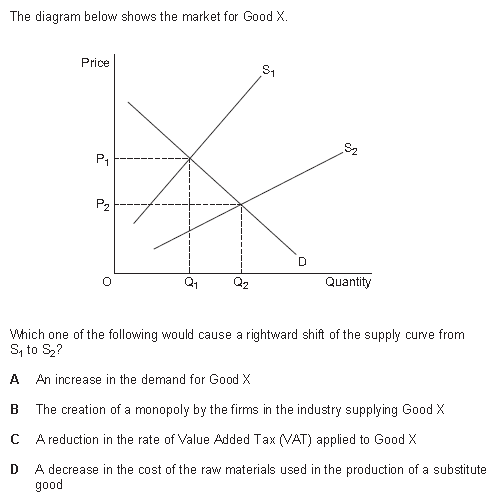 The diagram below shows the market for Good X.
Price
S1
S2
P1
P2
D
O
Q1
Q2
Quantity
Which one of the following would cause a rightward shift of the supply curve from
S1 to S2?
A An increase in the demand for Good X
B The creation of a monopoly by the firms in the industry supplying Good X
C A reduction in the rate of Value Added Tax (VAT) applied to Good X
D A decrease in the cost of the raw materials used in the production of a substitute
good